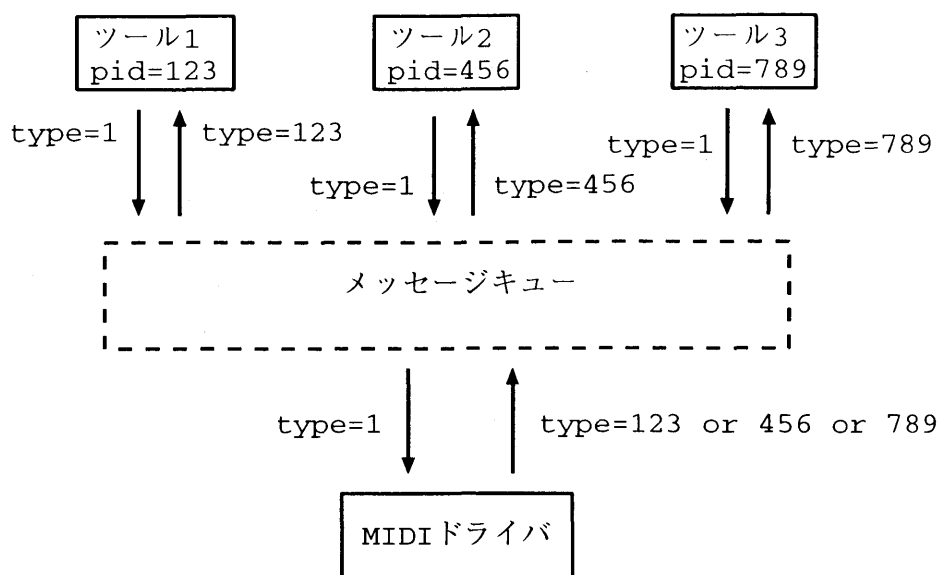 ツール1
pid=123
ツール2
pid=456
ツール3
pid=789
type=1
type=123
type=1
type=456
type=1
type=789
メッセージキュー
type=1
type=123 or 456 or 789
MIDIドライバ